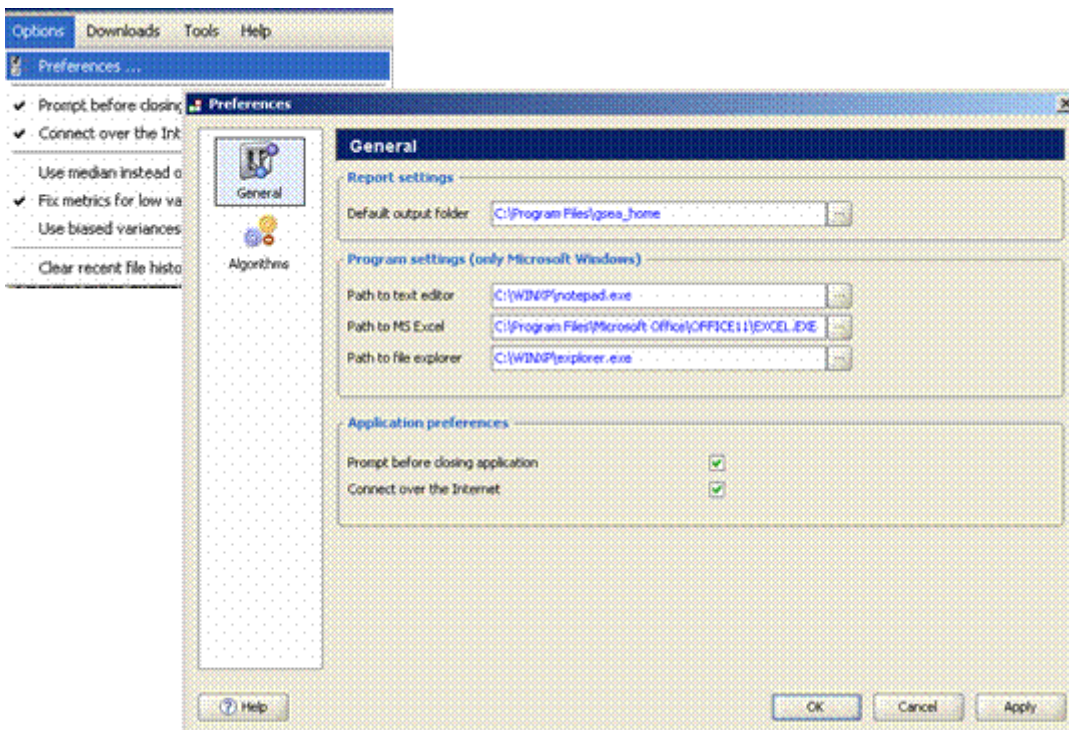 Options Downloads Tools Help
Preferences ...
Prompt before closing
Connect over the Int
Use median instead o
Fix metrics for low va
Use biased variances
Clear recent file histo
Preferences
General
Algorithms
General
Report settings
Default output folder C:\Program Files\gsea_home ...
Program settings (only Microsoft Windows)
Path to text editor C:\WINXP\notepad.exe ...
Path to MS Excel C:\Program Files\Microsoft Office\OFFICE11\EXCEL.EXE ...
Path to file explorer C:\WINXP\explorer.exe ...
Application preferences
Prompt before closing application
Connect over the Internet
Help OK Cancel Apply